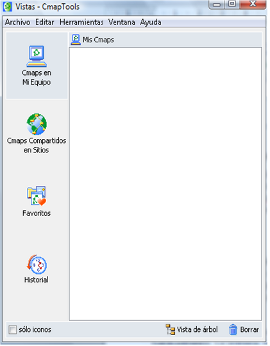 Vistas - CmapTools
Archivo Editar Herramientas Ventana Ayuda
Mis Cmaps
Cmaps en
Mi Equipo
Cmaps Compartidos
en Sitios
Favoritos
Historial
sólo iconos
Vista de árbol
Borrar